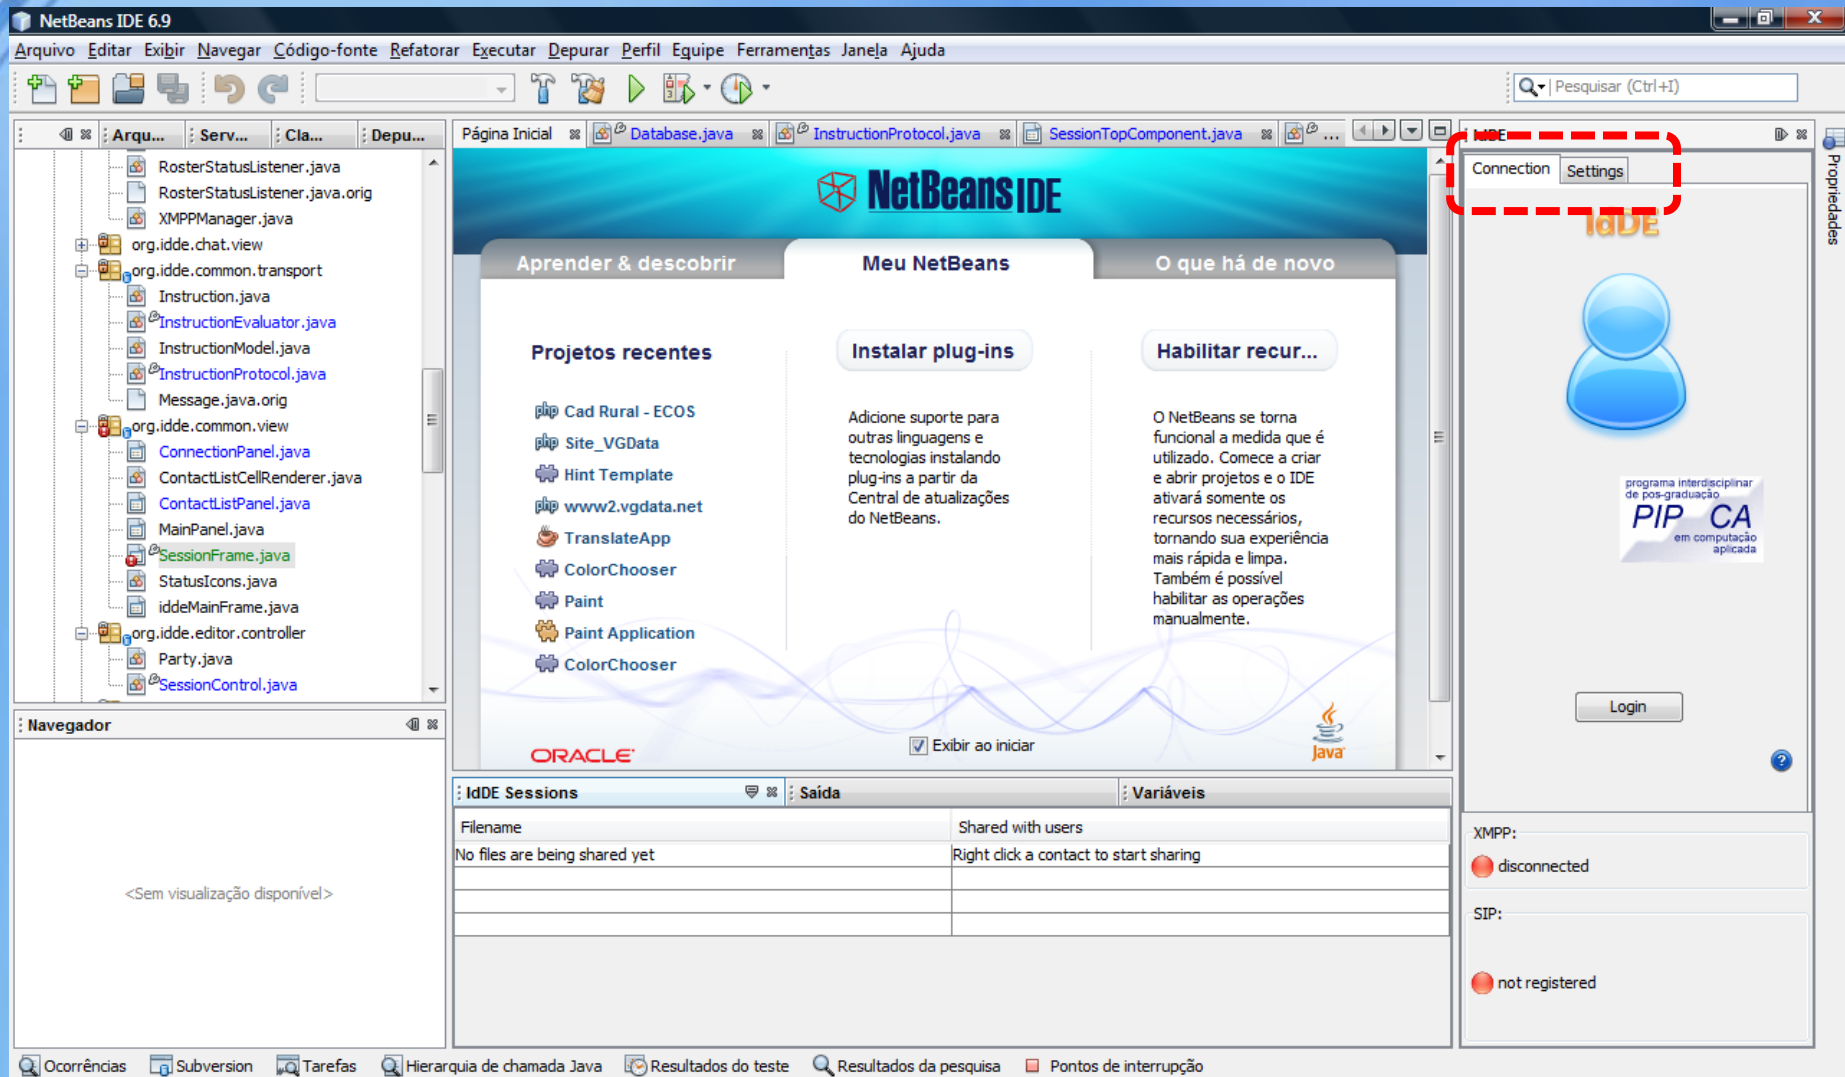 NetBeans IDE 6.9
Arquivo Editar Exibir Navegar Código-fonte Refatorar Executar Depurar Perfil Equipe Ferramentas Janela Ajuda
Pesquisar (Ctrl+I)
Arqu... Serv... Cla... Depu...
RosterStatusListener.java
RosterStatusListener.java.orig
XMPPManager.java
org.idde.chat.view
org.idde.common.transport
Instruction.java
InstructionEvaluator.java
InstructionModel.java
InstructionProtocol.java
Message.java.orig
org.idde.common.view
ConnectionPanel.java
ContactListCellRenderer.java
ContactListPanel.java
MainPanel.java
SessionFrame.java
StatusIcons.java
iddeMainFrame.java
org.idde.editor.controller
Party.java
SessionControl.java
Navegador
<Sem visualização disponível>
Página Inicial Database.java InstructionProtocol.java SessionTopComponent.java ...
NetBeans IDE
Aprender & descobrir Meu NetBeans O que há de novo
Projetos recentes
php Cad Rural - ECOS
php Site_VGData
Hint Template
php www2.vgdata.net
TranslateApp
ColorChooser
Paint
Paint Application
ColorChooser
Instalar plug-ins
Adicione suporte para
outras linguagens e
tecnologias instalando
plug-ins a partir da
Central de atualizações
do NetBeans.
Habilitar recur...
O NetBeans se torna
funcional a medida que é
utilizado. Comece a criar
e abrir projetos e o IDE
ativará somente os
recursos necessários,
tornando sua experiência
mais rápida e limpa.
Também é possível
habilitar as operações
manualmente.
ORACLE
Exibir ao iniciar
Java
IdDE Sessions Saída Variáveis
Filename Shared with users
No files are being shared yet Right click a contact to start sharing
IdDE
Connection Settings
IdDE
programa interdisciplinar
de pos-graduação
PIP CA
em computação
aplicada
Login
XMPP:
disconnected
SIP:
not registered
Propriedades
Ocorrências Subversion Tarefas Hierarquia de chamada Java Resultados do teste Resultados da pesquisa Pontos de interrupção